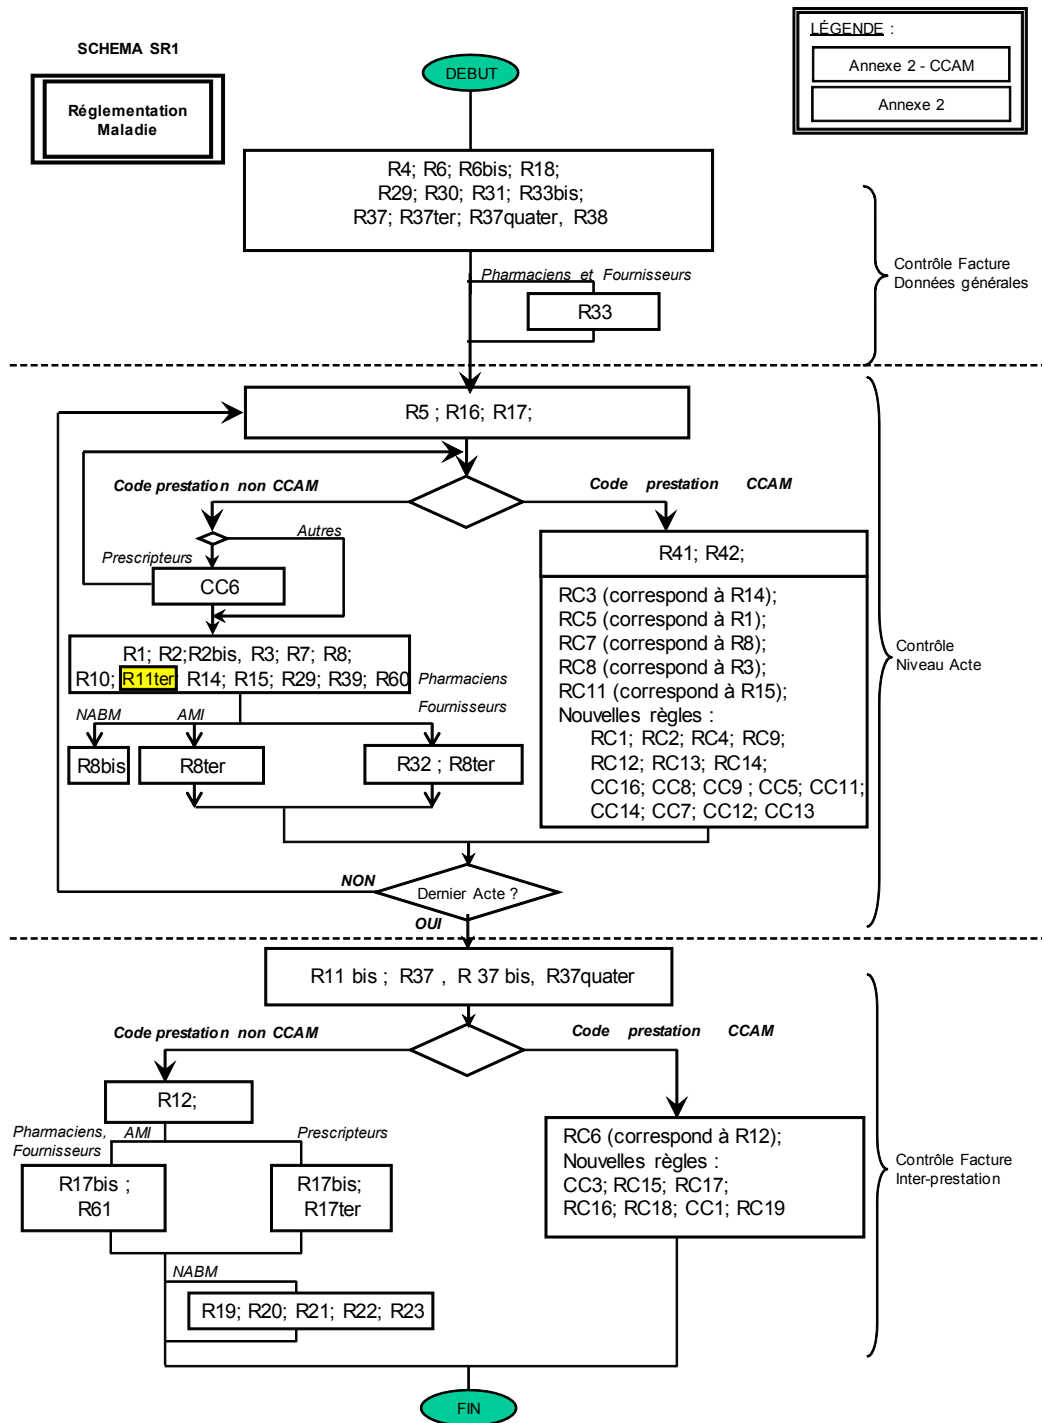 SCHEMA SR1
Réglementation
Maladie
DEBUT
LÉGENDE :
Annexe 2 - CCAM
Annexe 2
R4; R6; R6bis; R18;
R29; R30; R31; R33bis;
R37; R37ter; R37quater, R38
Pharmaciens et Fournisseurs
R33
Contrôle Facture
Données générales
R5 ; R16; R17;
Code prestation non CCAM
Code prestation CCAM
Autres
Prescripteurs
CC6
R1; R2;R2bis, R3; R7; R8;
R10; R11ter R14; R15; R29; R39; R60
Pharmaciens
Fournisseurs
NABM
AMI
R8bis
R8ter
R32 ; R8ter
R41; R42;
RC3 (correspond à R14);
RC5 (correspond à R1);
RC7 (correspond à R8);
RC8 (correspond à R3);
RC11 (correspond à R15);
Nouvelles règles :
RC1; RC2; RC4; RC9;
RC12; RC13; RC14;
CC16; CC8; CC9 ; CC5; CC11;
CC14; CC7; CC12; CC13
Contrôle
Niveau Acte
NON
Dernier Acte ?
OUI
R11 bis ; R37 , R 37 bis, R37quater
Code prestation non CCAM
Code prestation CCAM
R12;
Pharmaciens,
Fournisseurs
AMI
Prescripteurs
R17bis ;
R61
R17bis;
R17ter
NABM
R19; R20; R21; R22; R23
RC6 (correspond à R12);
Nouvelles règles :
CC3; RC15; RC17;
RC16; RC18; CC1; RC19
Contrôle Facture
Inter-prestation
FIN